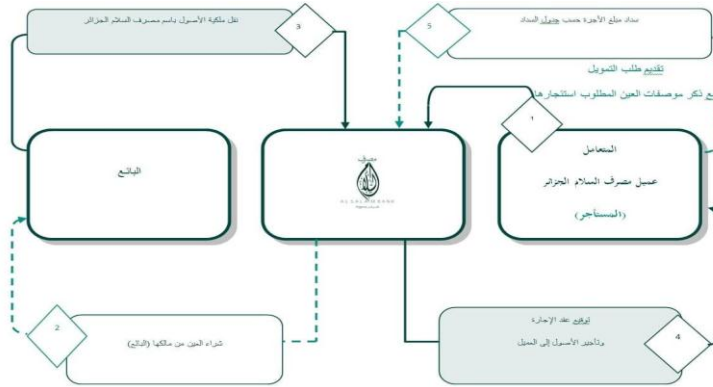 5
سداد مبلغ الأجرة حسب جدول السداد
3
نقل ملكية الأصول باسم مصرف السلام الجزائر
تقديم طلب التمويل
ع ذكر موصفات العين المطلوب استئجارها
1
المتعامل
عميل مصرف السلام الجزائر
(المستأجر)
مصرف
السلام
AL SALAM BANK
البائع
4
توقيع عقد الإجارة
وتأجير الأصول إلى العميل
2
شراء العين من مالكها (البائع)